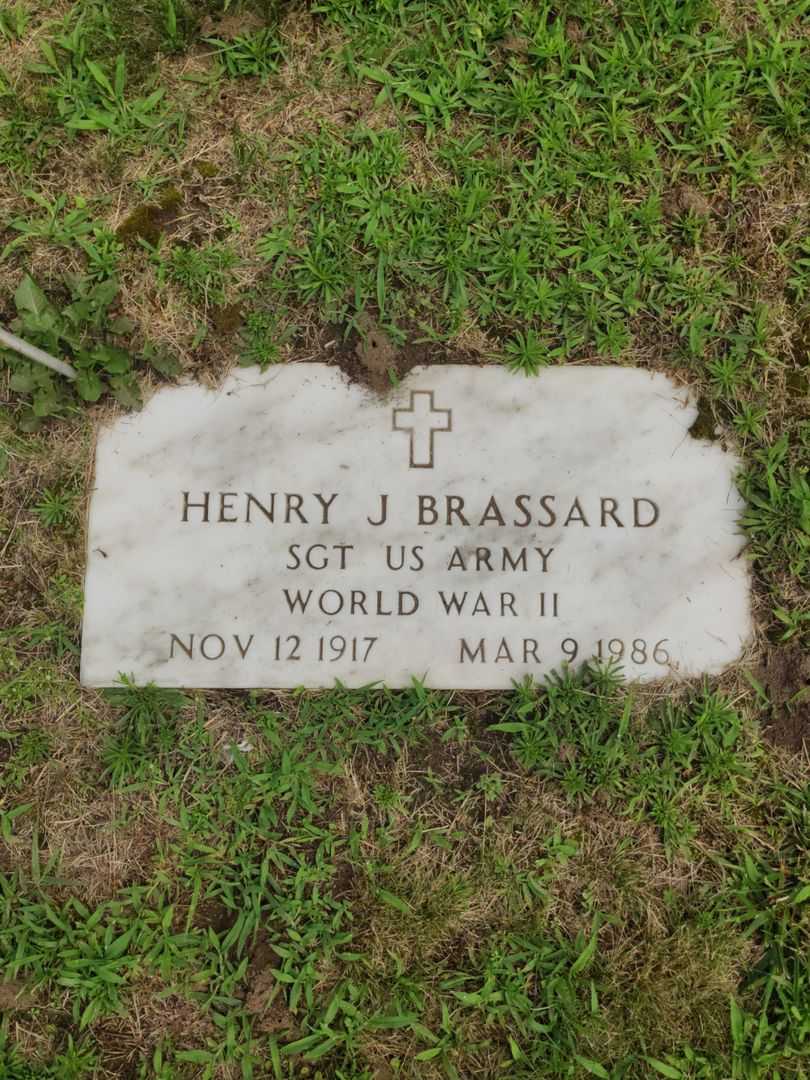 HENRY J BRASSARD
SGT US ARMY
WORLD WAR II
NOV 12 1917 MAR 9 1986